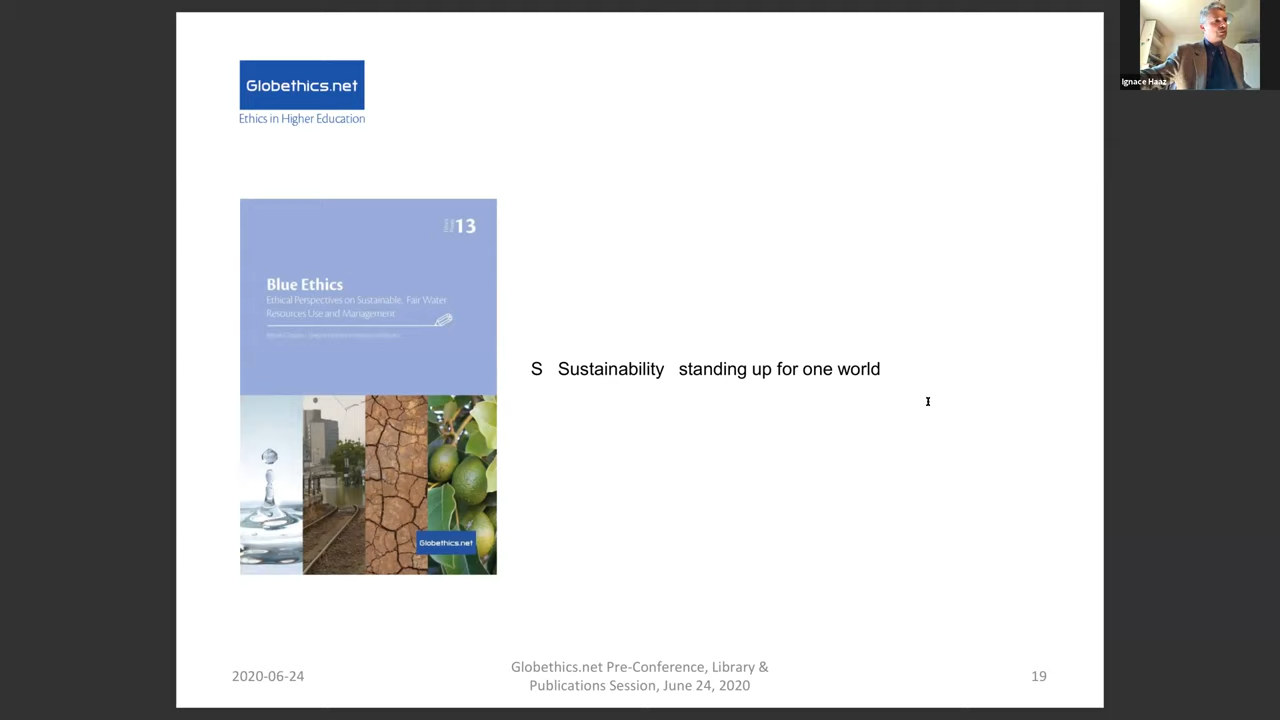 Globethics.net
Ethics in Higher Education
13
Blue Ethics
Ethical Perspectives on Sustainable, Fair Water
Resources Use and Management
Globethics.net
S Sustainability standing up for one world
2020-06-24
Globethics.net Pre-Conference, Library &
Publications Session, June 24, 2020
19
Ignace Haaz